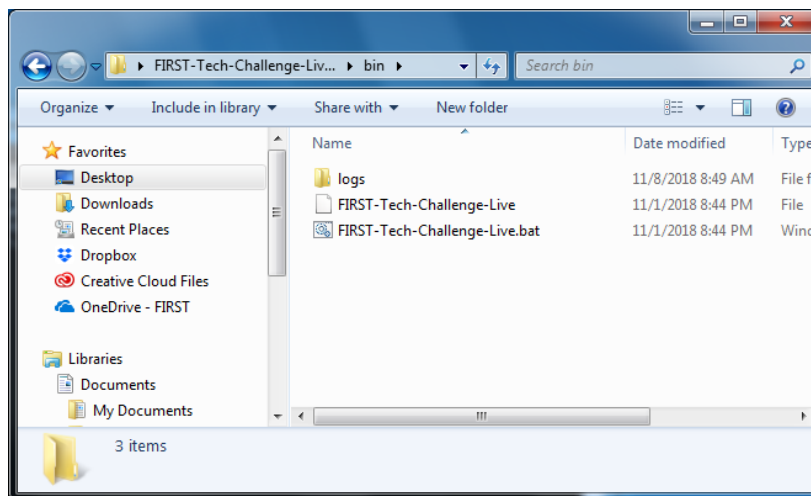 FIRST-Tech-Challenge-Liv... bin
Search bin
Organize Include in library Share with New folder
Favorites
Desktop
Downloads
Recent Places
Dropbox
Creative Cloud Files
OneDrive - FIRST
Libraries
Documents
My Documents
Name Date modified Type
logs 11/8/2018 8:49 AM File f
FIRST-Tech-Challenge-Live 11/1/2018 8:44 PM File
FIRST-Tech-Challenge-Live.bat 11/1/2018 8:44 PM Wind
3 items